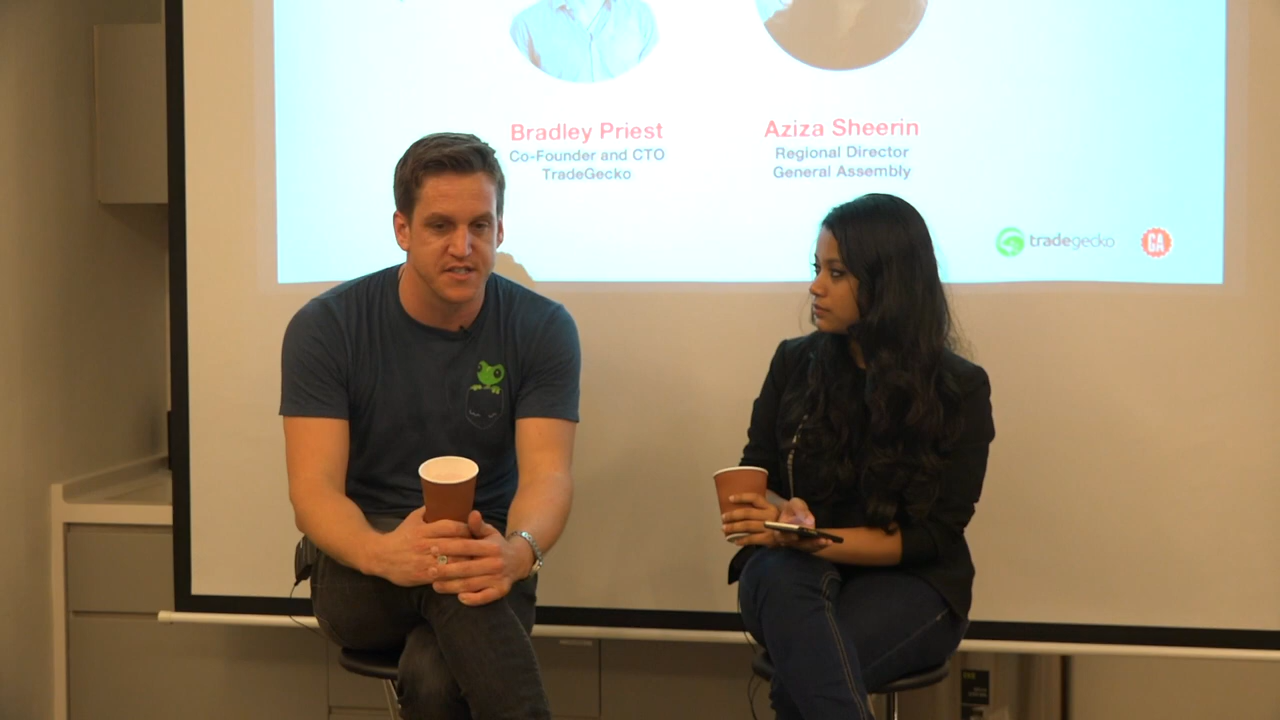 Bradley Priest
Co-Founder and CTO
TradeGecko
Aziza Sheerin
Regional Director
General Assembly
tradegecko
GA